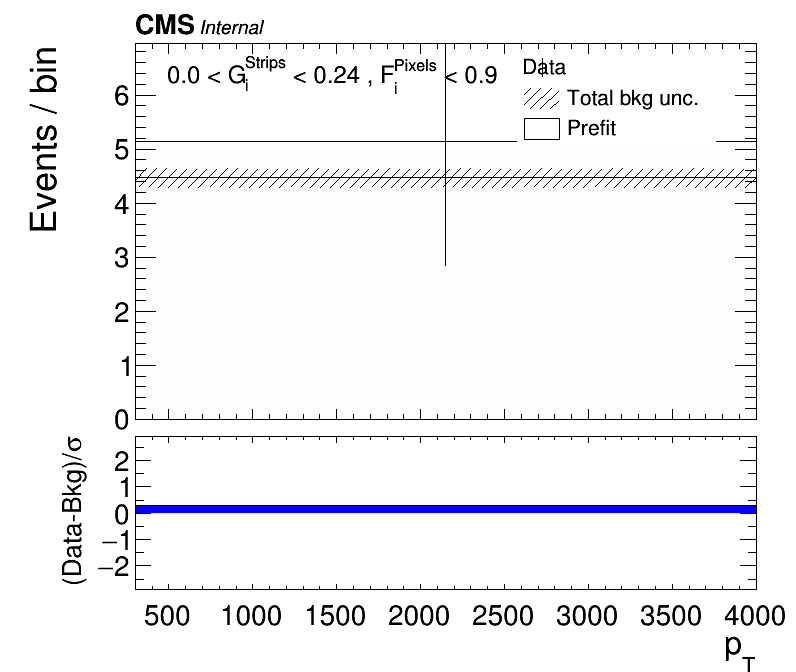 CMS Internal
0.0 < G_i^Strips < 0.24 , F_i^Pixels < 0.9
Data
Total bkg unc.
Prefit
Events / bin
6
5
4
3
2
1
0
(Data-Bkg)/σ
2
1
0
−1
−2
500 1000 1500 2000 2500 3000 3500 4000
p_T